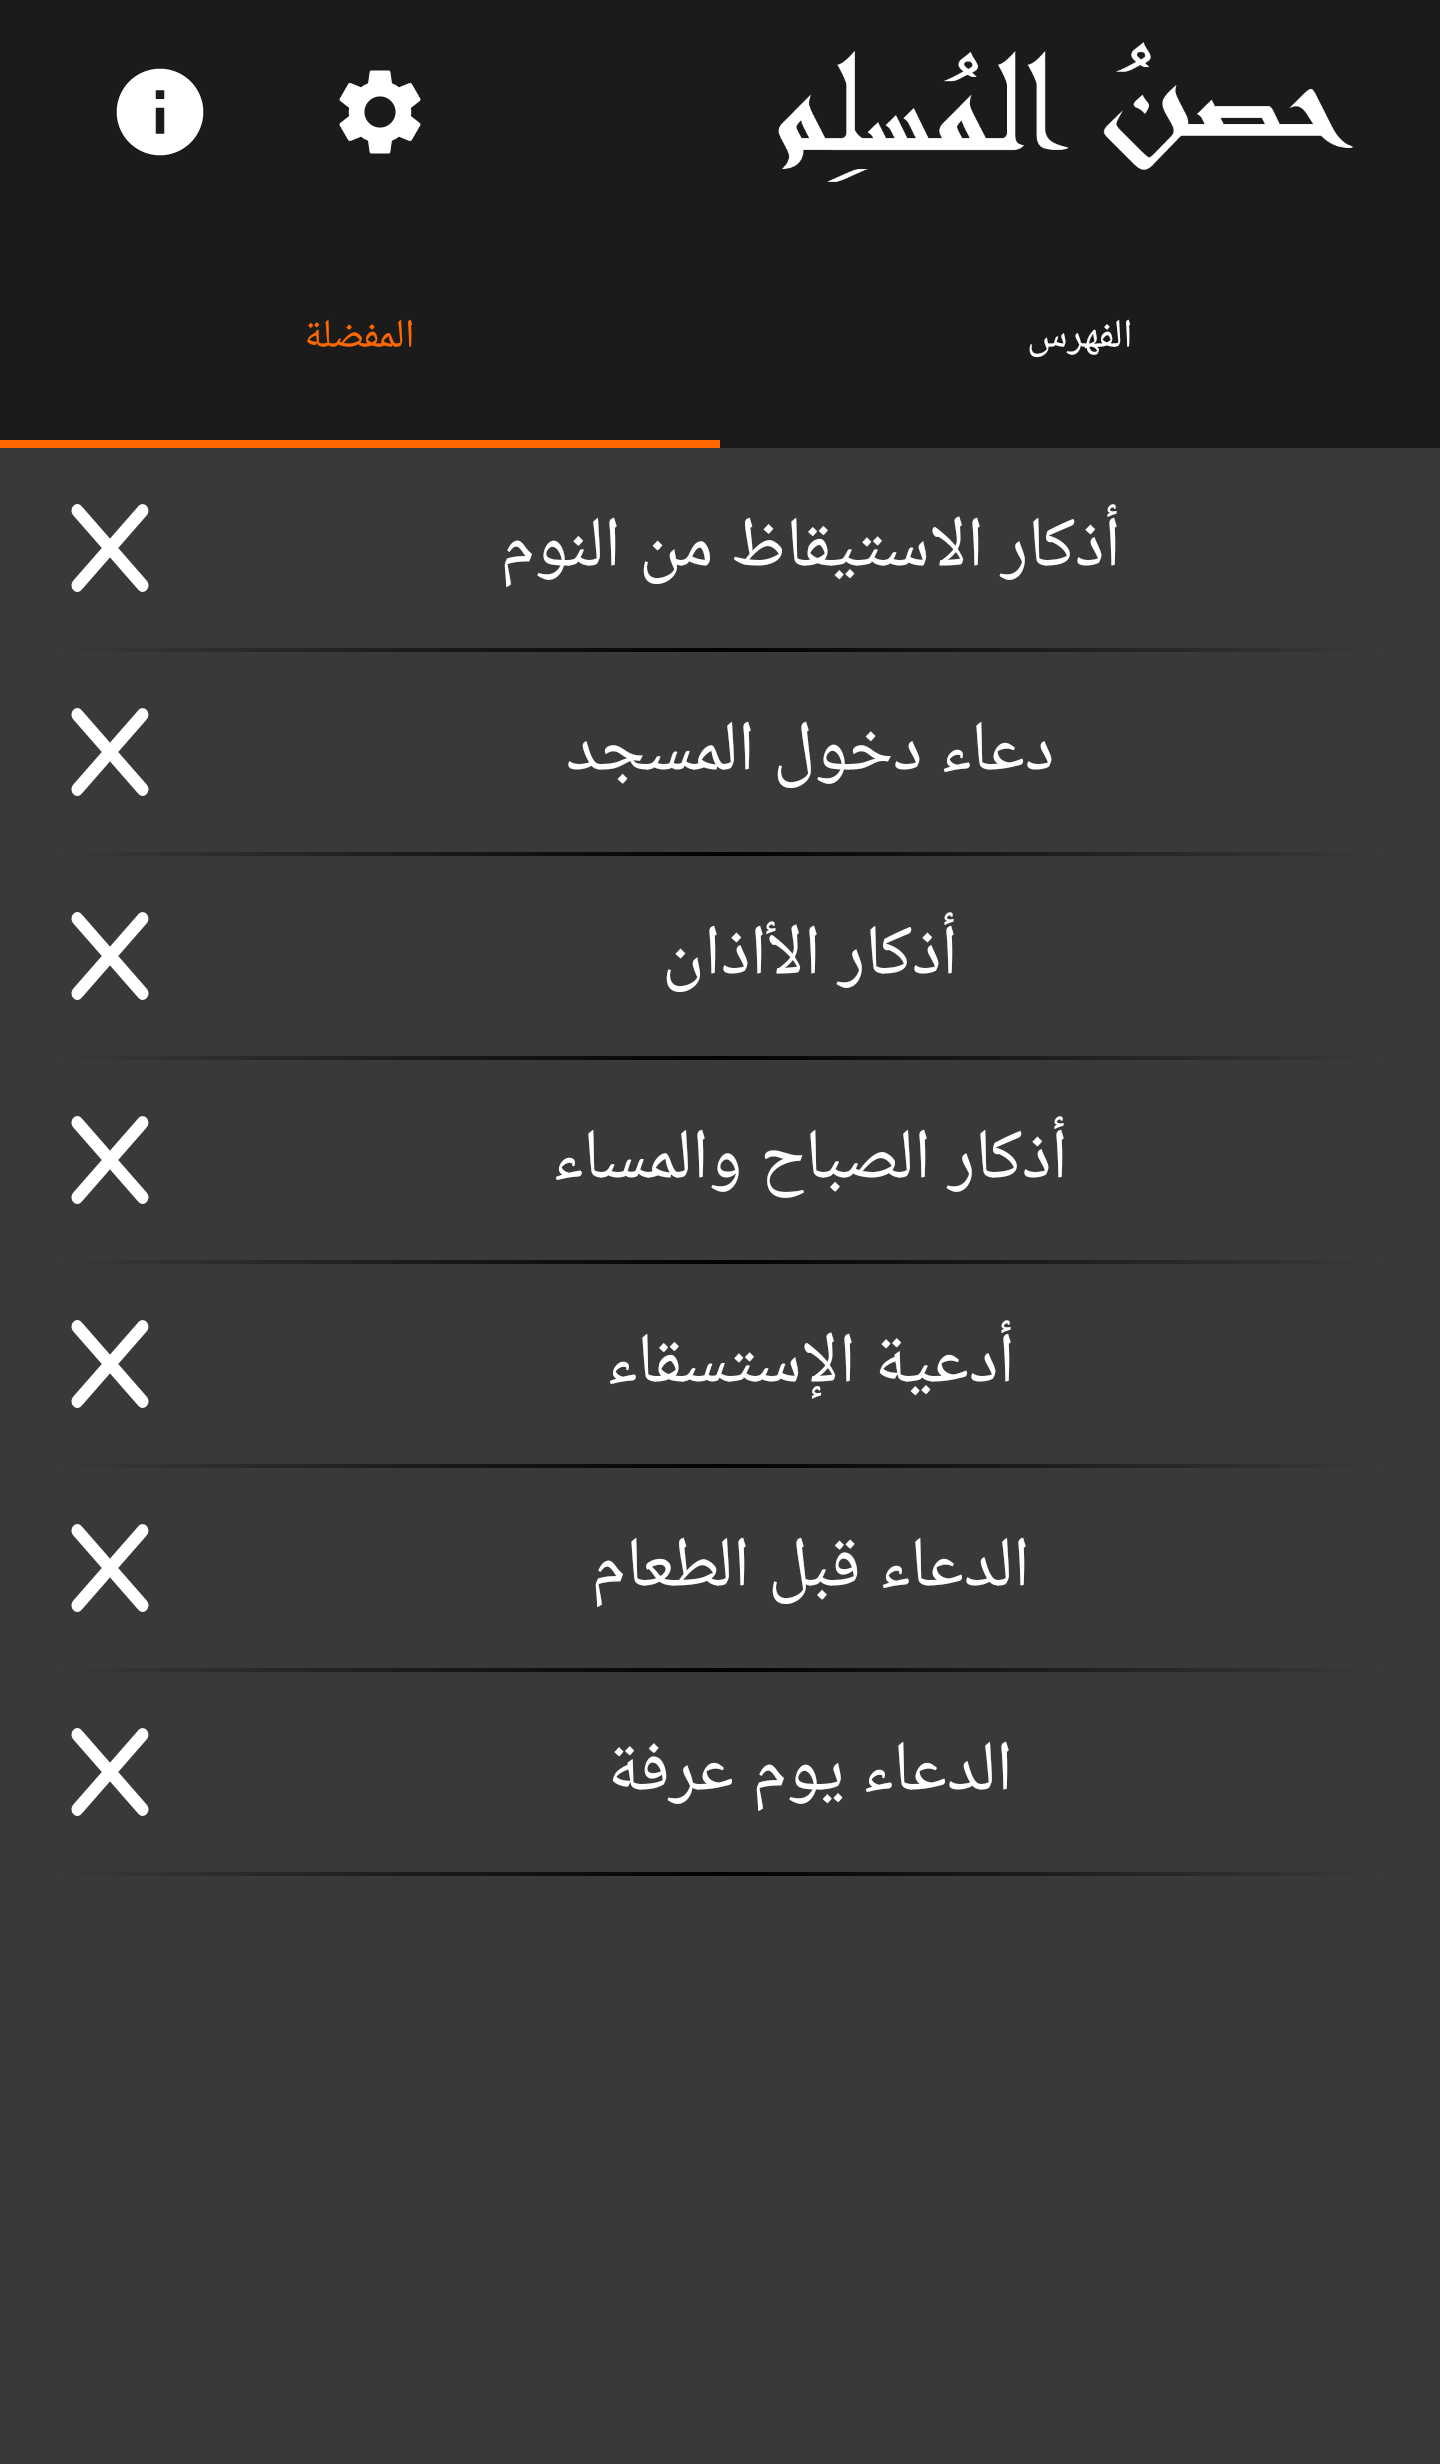 حصنُ المُسلِم
الفهرس
المفضلة
أذكار الاستيقاظ من النوم
دعاء دخول المسجد
أذكار الأاذان
أذكار الصباح والمساء
أدعية الإستسقاء
الدعاء قبل الطعام
الدعاء يوم عرفة